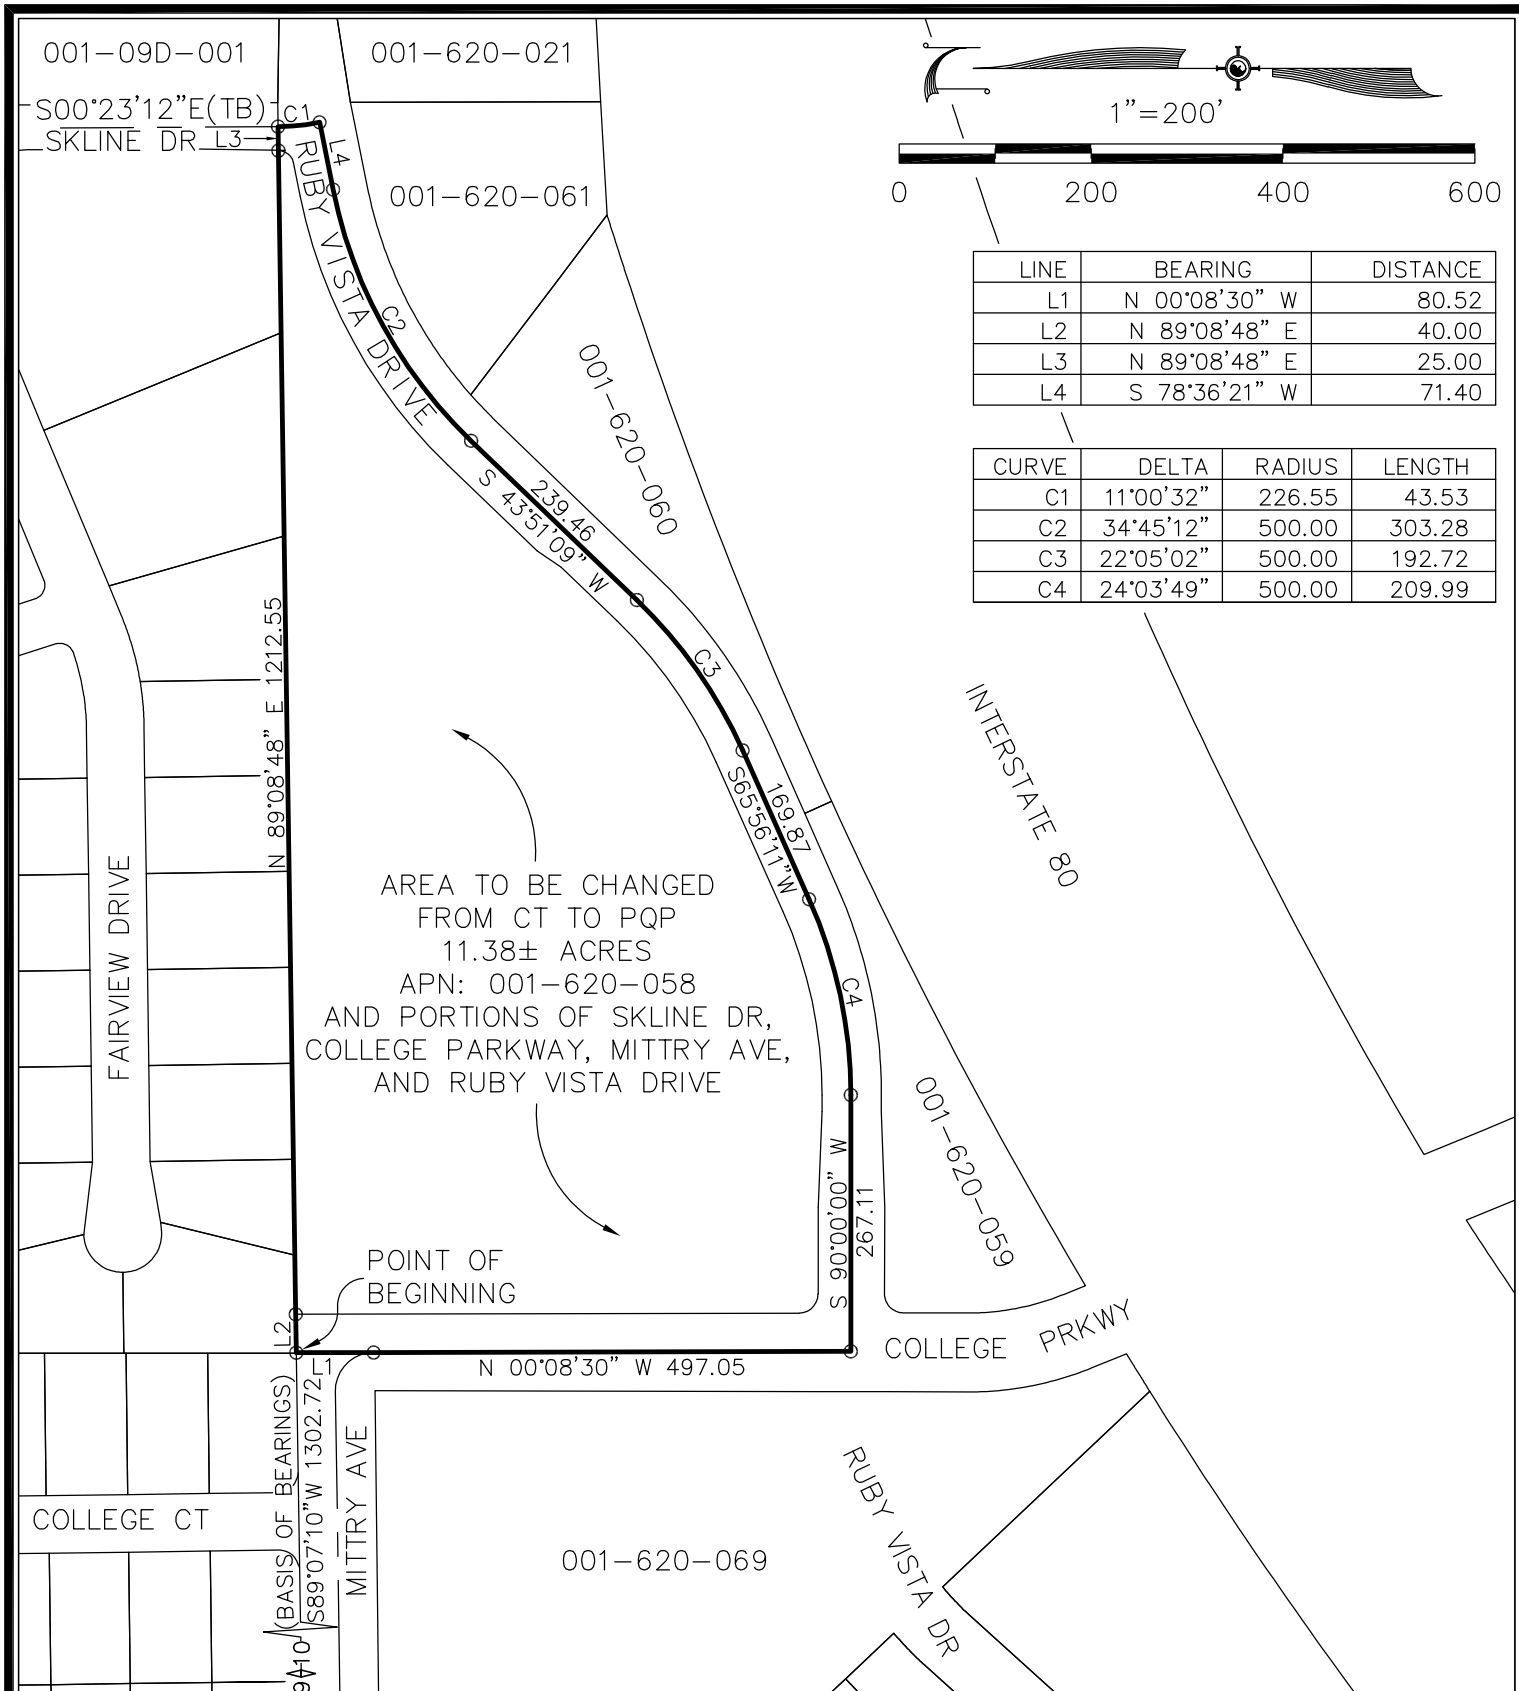 001-09D-001
001-620-021
S00°23'12"E(TB)
C1
SKLINE DR
L3
L4
RUBY VISTA DRIVE
001-620-061
1"=200'
0 200 400 600
LINE BEARING DISTANCE
L1 N 00°08'30" W 80.52
L2 N 89°08'48" E 40.00
L3 N 89°08'48" E 25.00
L4 S 78°36'21" W 71.40
CURVE DELTA RADIUS LENGTH
C1 11°00'32" 226.55 43.53
C2 34°45'12" 500.00 303.28
C3 22°05'02" 500.00 192.72
C4 24°03'49" 500.00 209.99
C2
001-620-060
239.46
S 43°51'09" W
C3
N 89°08'48" E 1212.55
INTERSTATE 80
169.87
S65°56'11"W
FAIRVIEW DRIVE
AREA TO BE CHANGED
FROM CT TO PQP
11.38± ACRES
APN: 001-620-058
AND PORTIONS OF SKLINE DR,
COLLEGE PARKWAY, MITTRY AVE,
AND RUBY VISTA DRIVE
C4
001-620-059
S 90°00'00" W
267.11
POINT OF
BEGINNING
L2
L1
N 00°08'30" W 497.05
COLLEGE PRKWY
(BASIS OF BEARINGS)
S89°07'10"W 1302.72
MITTRY AVE
COLLEGE CT
001-620-069
RUBY VISTA DR